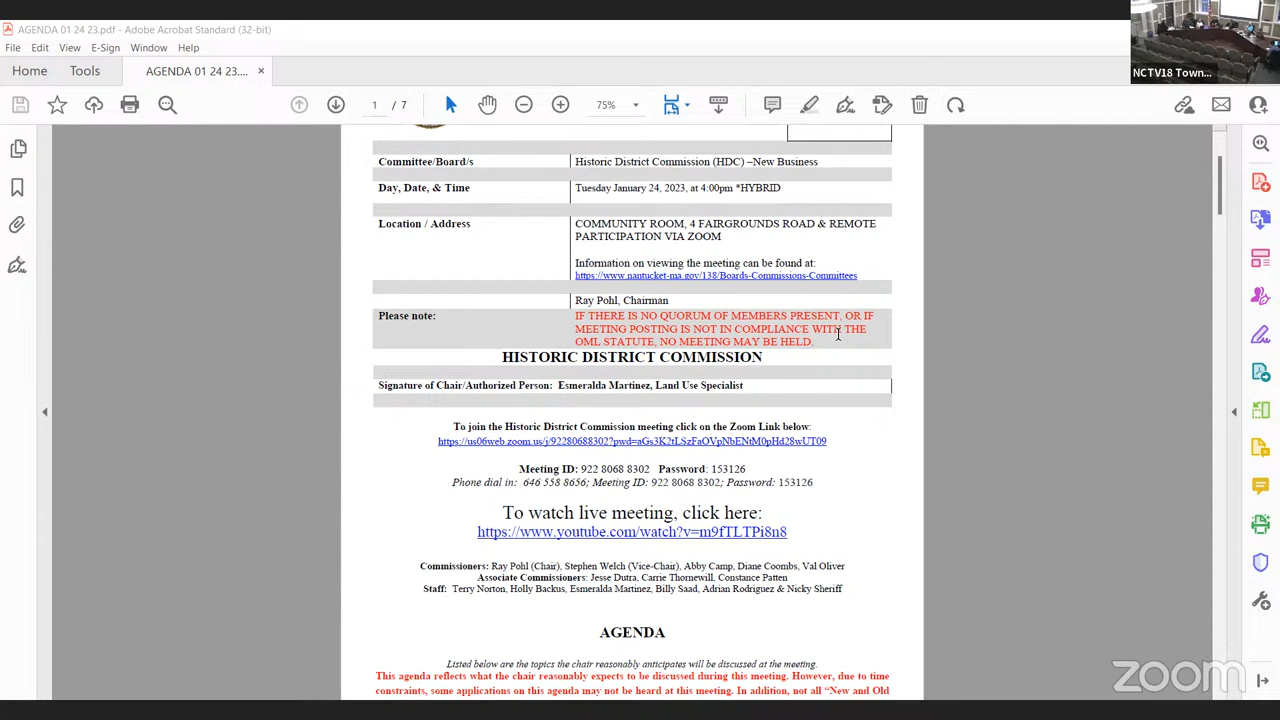 AGENDA 01 24 23.pdf - Adobe Acrobat Standard (32-bit)
File Edit View E-Sign Window Help
Home Tools AGENDA 01 24 23.... ×
1 / 7 75%
NCTV18 Town...
Committee/Board/s Historic District Commission (HDC) –New Business
Day, Date, & Time Tuesday January 24, 2023, at 4:00pm *HYBRID
Location / Address COMMUNITY ROOM, 4 FAIRGROUNDS ROAD & REMOTE
PARTICIPATION VIA ZOOM
Information on viewing the meeting can be found at:
https://www.nantucket-ma.gov/138/Boards-Commissions-Committees
Ray Pohl, Chairman
Please note: IF THERE IS NO QUORUM OF MEMBERS PRESENT, OR IF
MEETING POSTING IS NOT IN COMPLIANCE WITH THE
OML STATUTE, NO MEETING MAY BE HELD.
HISTORIC DISTRICT COMMISSION
Signature of Chair/Authorized Person: Esmeralda Martinez, Land Use Specialist
To join the Historic District Commission meeting click on the Zoom Link below:
https://us06web.zoom.us/j/92280688302?pwd=aGs3K2tLSzFaOVpNbENtM0pHd28wUT09
Meeting ID: 922 8068 8302 Password: 153126
Phone dial in: 646 558 8656; Meeting ID: 922 8068 8302; Password: 153126
To watch live meeting, click here:
https://www.youtube.com/watch?v=m9fTLTPi8n8
Commissioners: Ray Pohl (Chair), Stephen Welch (Vice-Chair), Abby Camp, Diane Coombs, Val Oliver
Associate Commissioners: Jesse Dutra, Carrie Thornewill, Constance Patten
Staff: Terry Norton, Holly Backus, Esmeralda Martinez, Billy Saad, Adrian Rodriguez & Nicky Sheriff
AGENDA
Listed below are the topics the chair reasonably anticipates will be discussed at the meeting.
This agenda reflects what the chair reasonably expects to be discussed during this meeting. However, due to time
constraints, some applications on this agenda may not be heard at this meeting. In addition, not all “New and Old
zoom